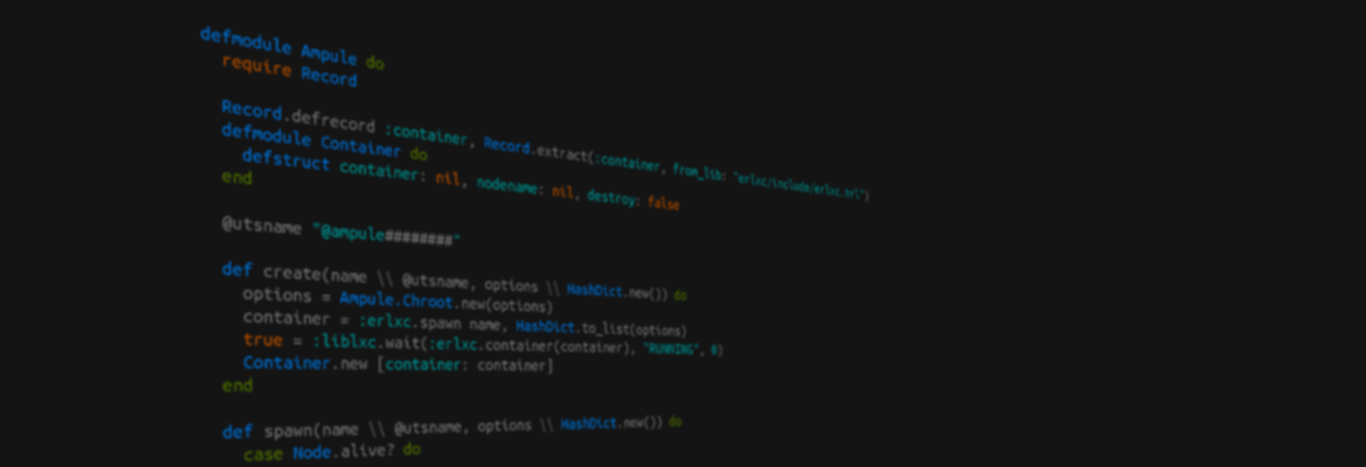 defmodule Ampule do
require Record
Record.defrecord :container, Record.extract(:container, from_lib: "erlxc/include/erlxc.hrl")
defmodule Container do
defstruct container: nil, nodename: nil, destroy: false
end
@utsname "@ampule########"
def create(name \\ @utsname, options \\ HashDict.new()) do
options = Ampule.Chroot.new(options)
container = :erlxc.spawn name, HashDict.to_list(options)
true = :liblxc.wait(:erlxc.container(container), "RUNNING", 0)
Container.new [container: container]
end
def spawn(name \\ @utsname, options \\ HashDict.new()) do
case Node.alive? do